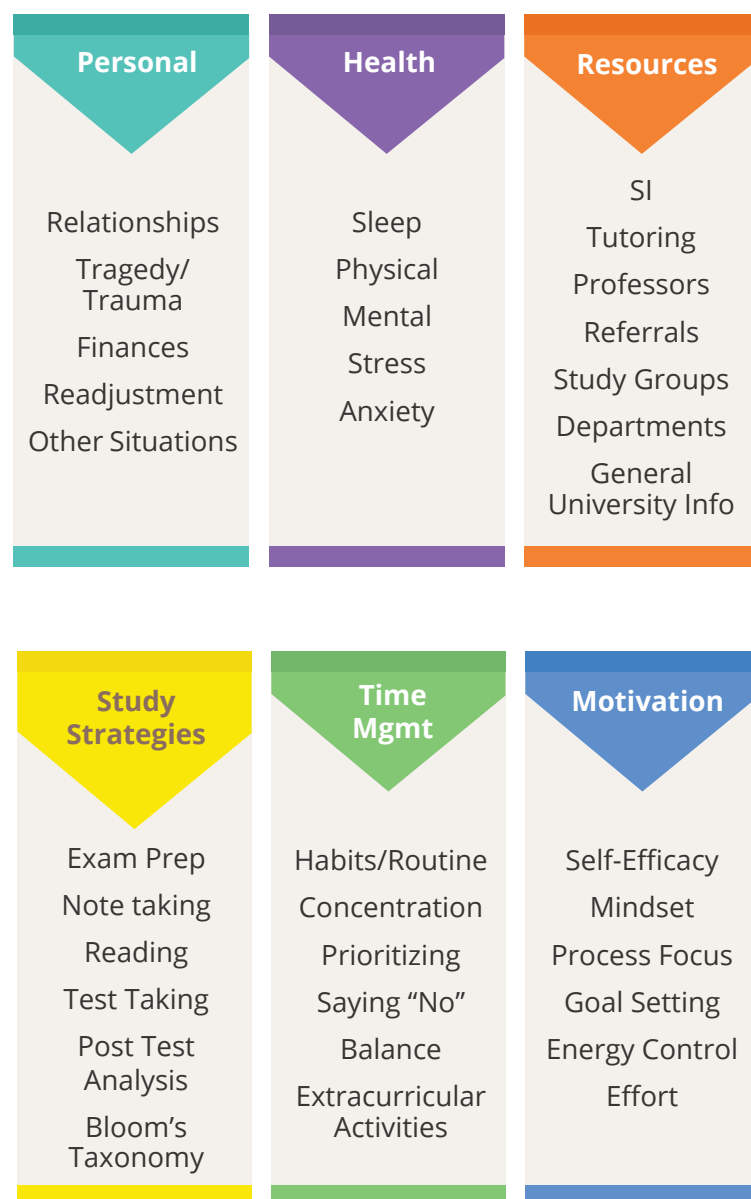 Personal
Relationships
Tragedy/
Trauma
Finances
Readjustment
Other Situations
Health
Sleep
Physical
Mental
Stress
Anxiety
Resources
SI
Tutoring
Professors
Referrals
Study Groups
Departments
General
University Info
Study
Strategies
Exam Prep
Note taking
Reading
Test Taking
Post Test
Analysis
Bloom’s
Taxonomy
Time
Mgmt
Habits/Routine
Concentration
Prioritizing
Saying “No”
Balance
Extracurricular
Activities
Motivation
Self-Efficacy
Mindset
Process Focus
Goal Setting
Energy Control
Effort